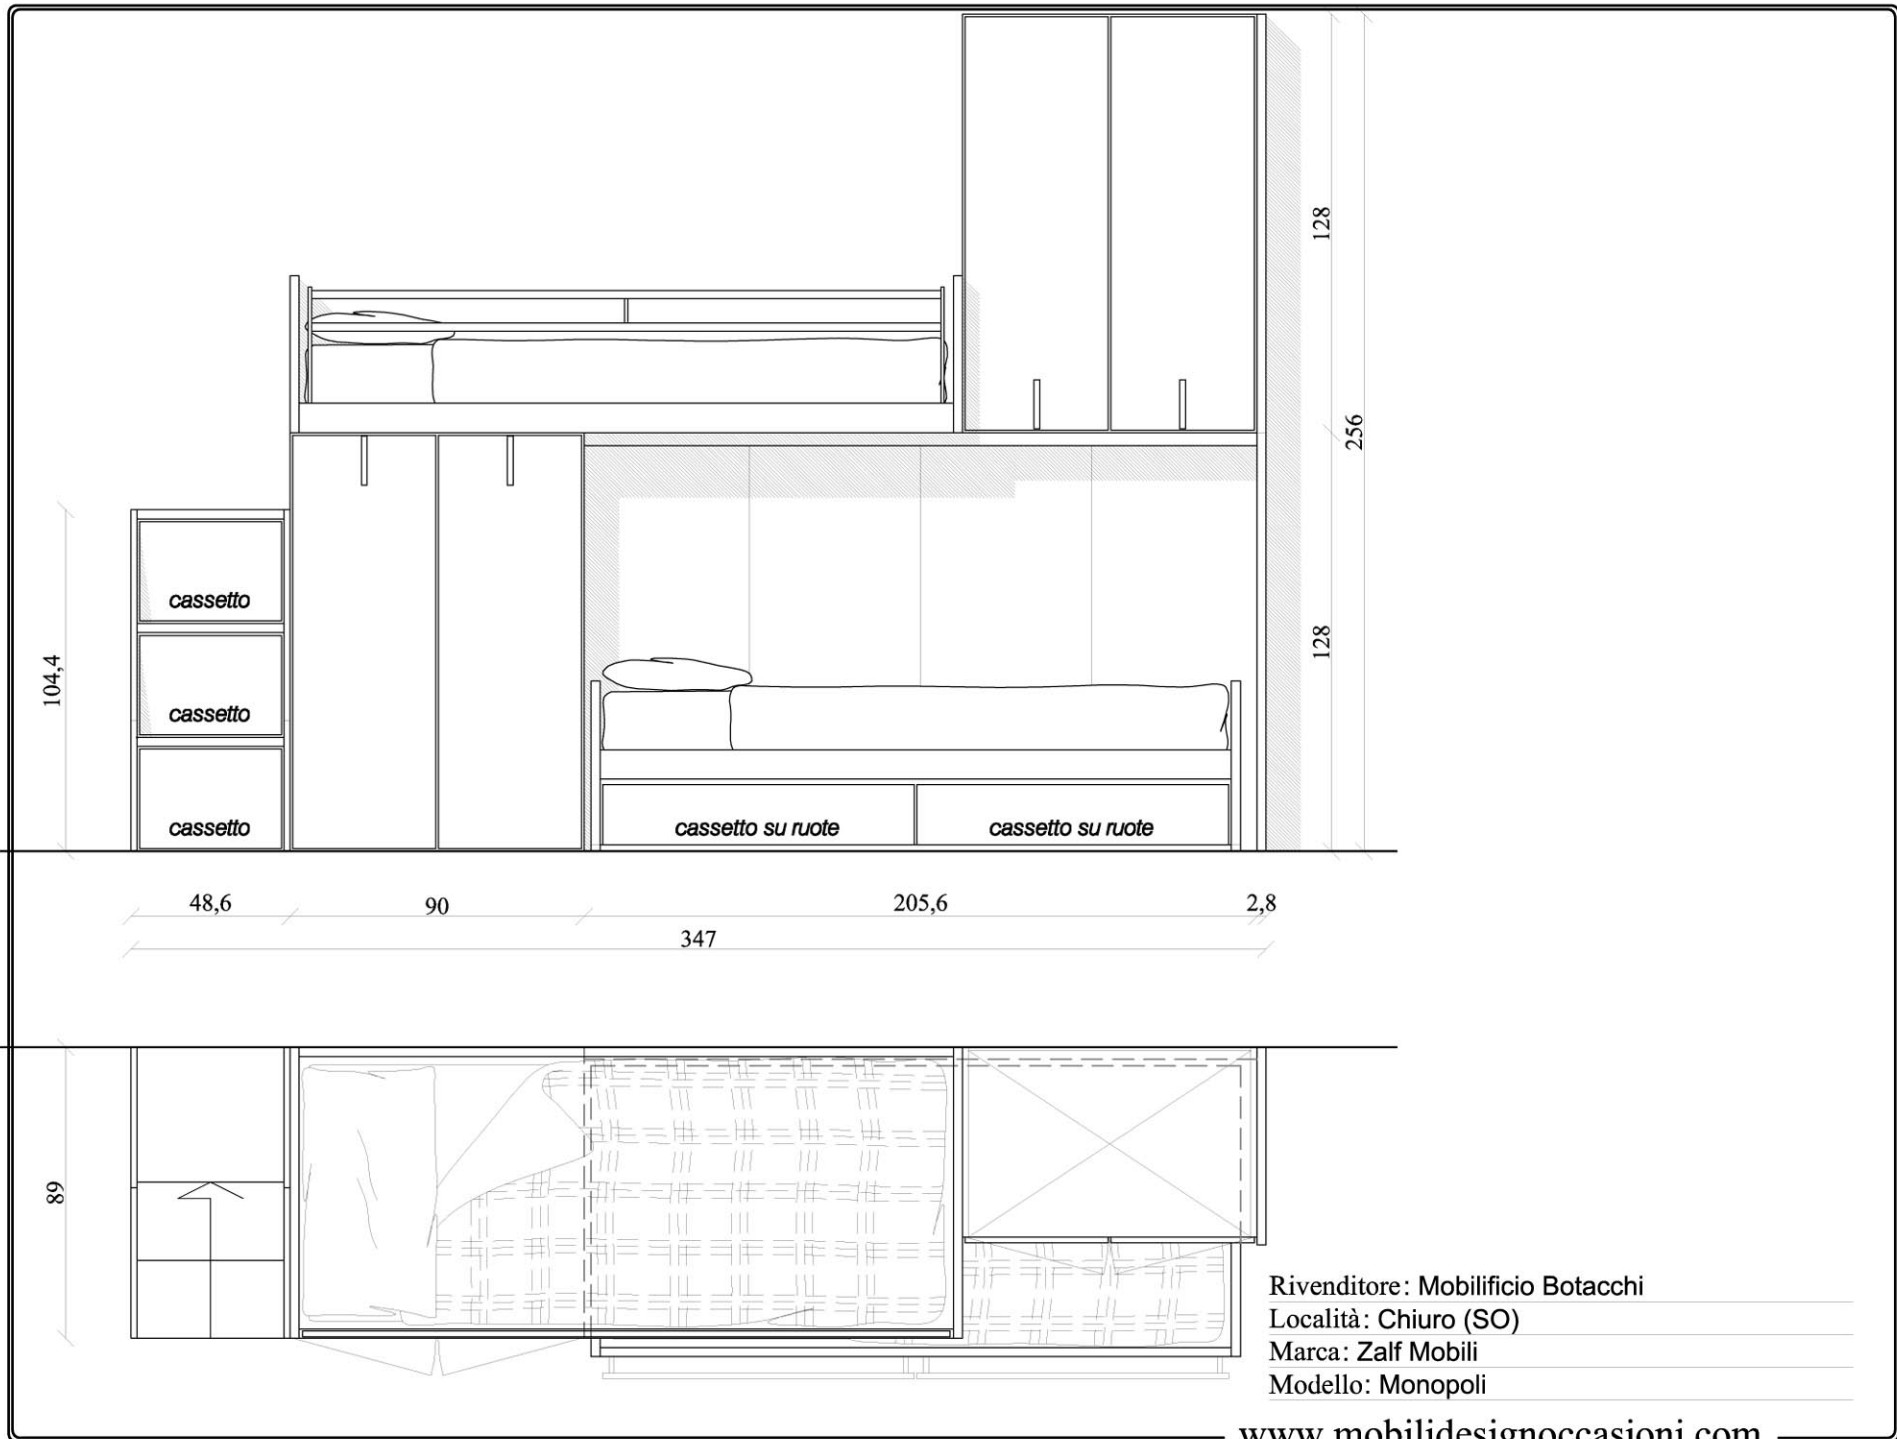 128
256
128
104,4
cassetto
cassetto
cassetto
cassetto su ruote
cassetto su ruote
48,6
90
205,6
2,8
347
89
Rivenditore: Mobilificio Botacchi
Località: Chiuro (SO)
Marca: Zalf Mobili
Modello: Monopoli
www.mobilidesignoccasioni.com